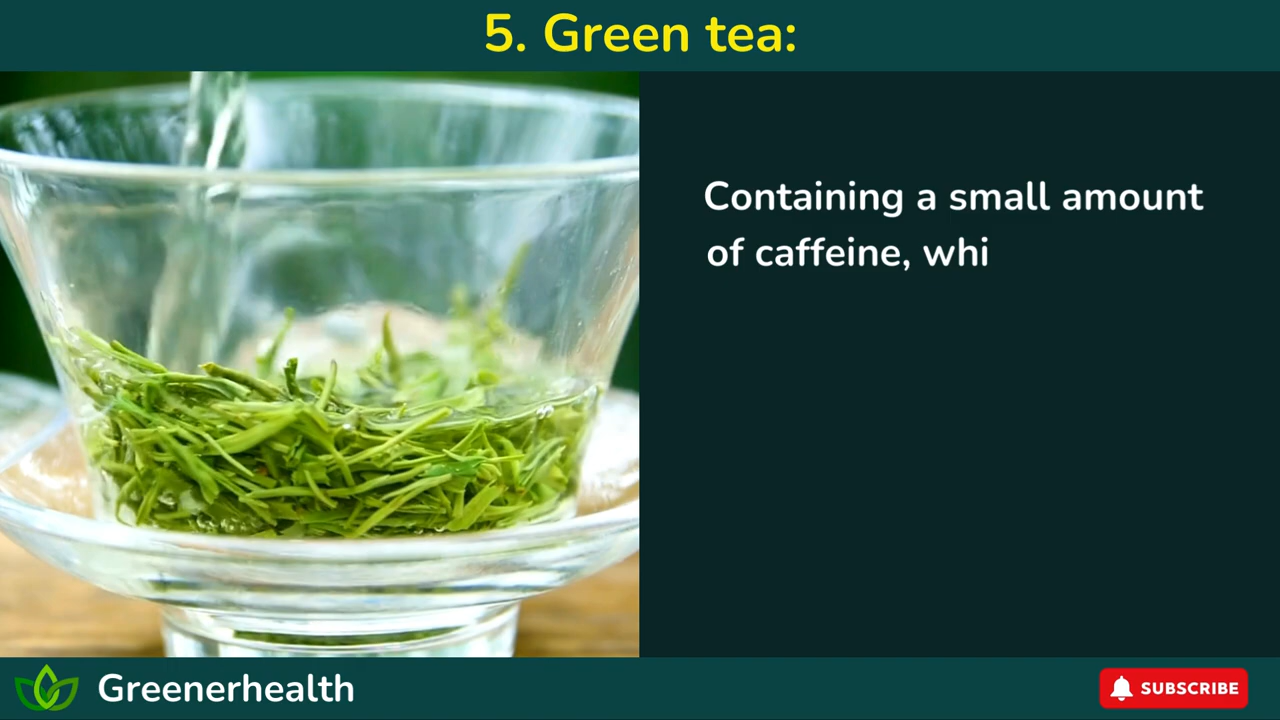 5. Green tea:
Containing a small amount
of caffeine, whi
Greenerhealth
SUBSCRIBE